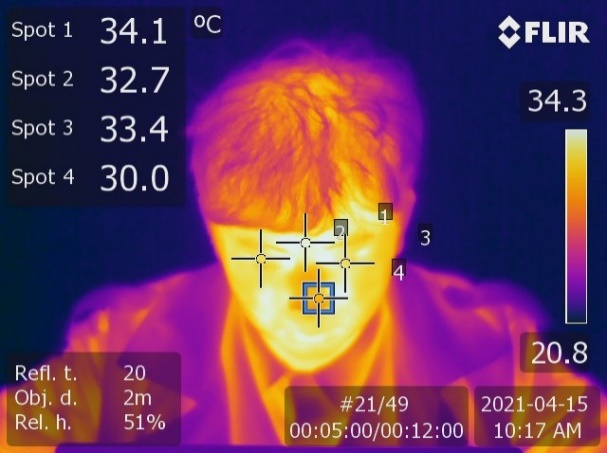 Spot 1 34.1 ºC
Spot 2 32.7
Spot 3 33.4
Spot 4 30.0
FLIR
34.3
1
2
3
4
20.8
Refl. t. 20
Obj. d. 2m
Rel. h. 51%
#21/49
00:05:00/00:12:00
2021-04-15
10:17 AM